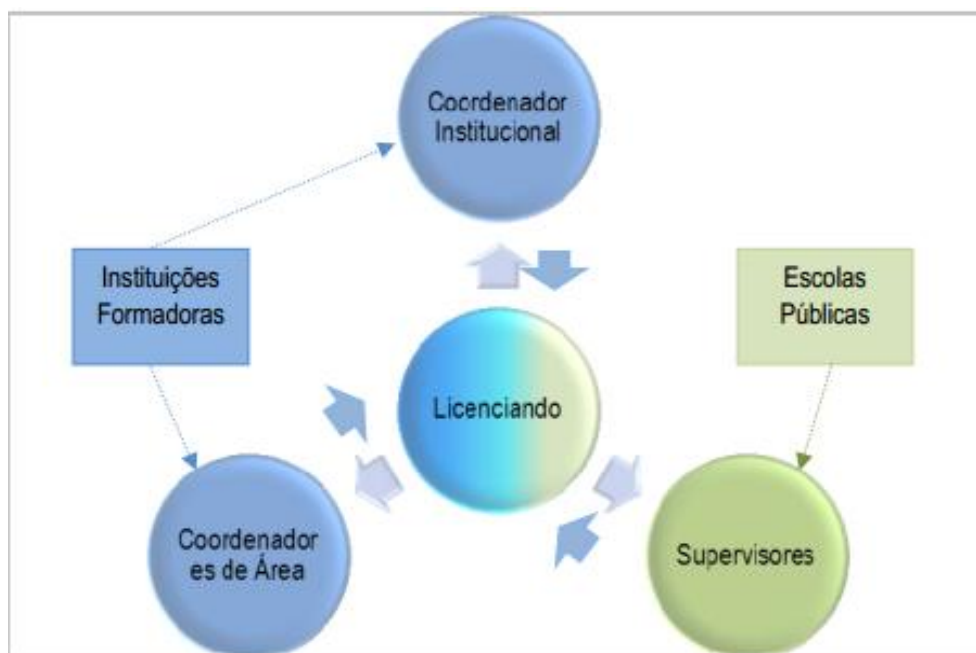 Coordenador
Institucional
Instituições
Formadoras
Escolas
Públicas
Licenciando
Coordenador
es de Área
Supervisores